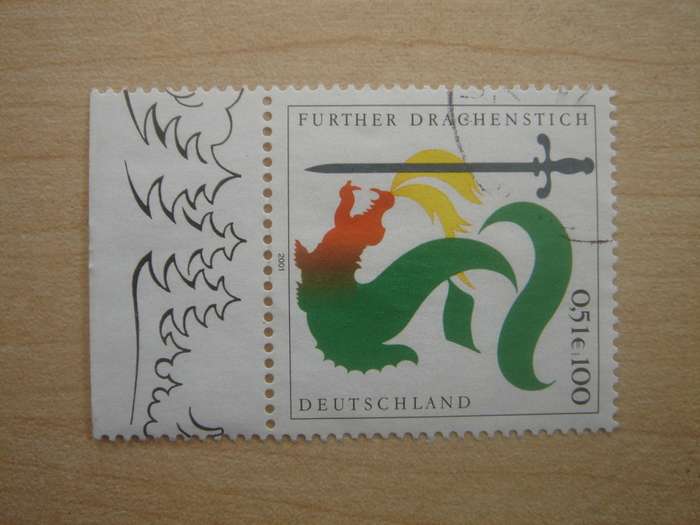 FURTHER DRACHENSTICH
2001
0,51€:100
DEUTSCHLAND